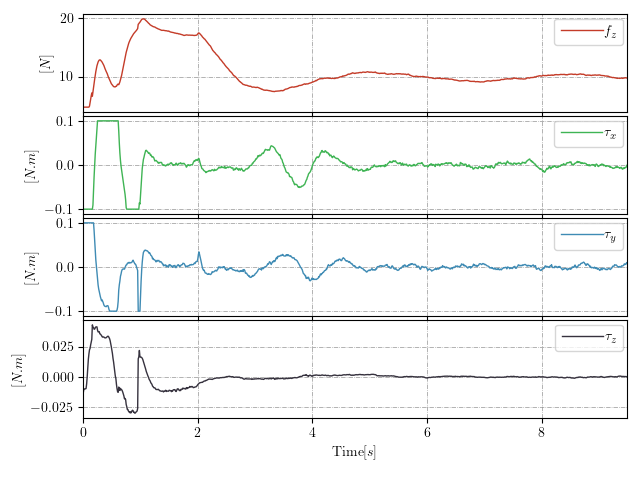 20
10
[N]
f_z
0.1
0.0
−0.1
[N.m]
τ_x
0.1
0.0
−0.1
[N.m]
τ_y
0.025
0.000
−0.025
[N.m]
τ_z
0 2 4 6 8
Time[s]